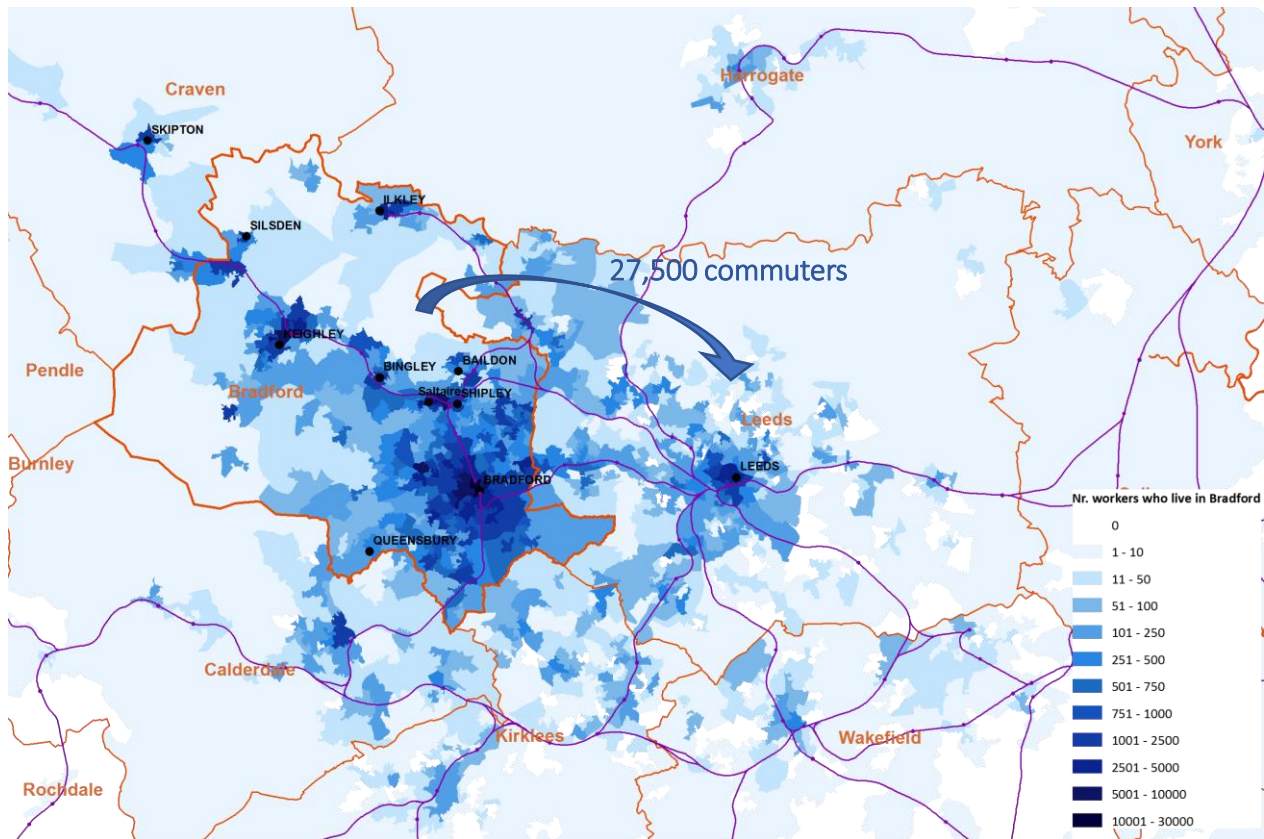 Harrogate
Craven
SKIPTON
York
ILKLEY
SILSDEN
27,500 commuters
KEIGHLEY
Pendle
BINGLEY
BAILDON
Bradford
Saltaire
SHIPLEY
Leeds
Burnley
LEEDS
BRADFORD
QUEENSBURY
Calderdale
Kirklees
Wakefield
Rochdale
Nr. workers who live in Bradford
0
1 - 10
11 - 50
51 - 100
101 - 250
251 - 500
501 - 750
751 - 1000
1001 - 2500
2501 - 5000
5001 - 10000
10001 - 30000